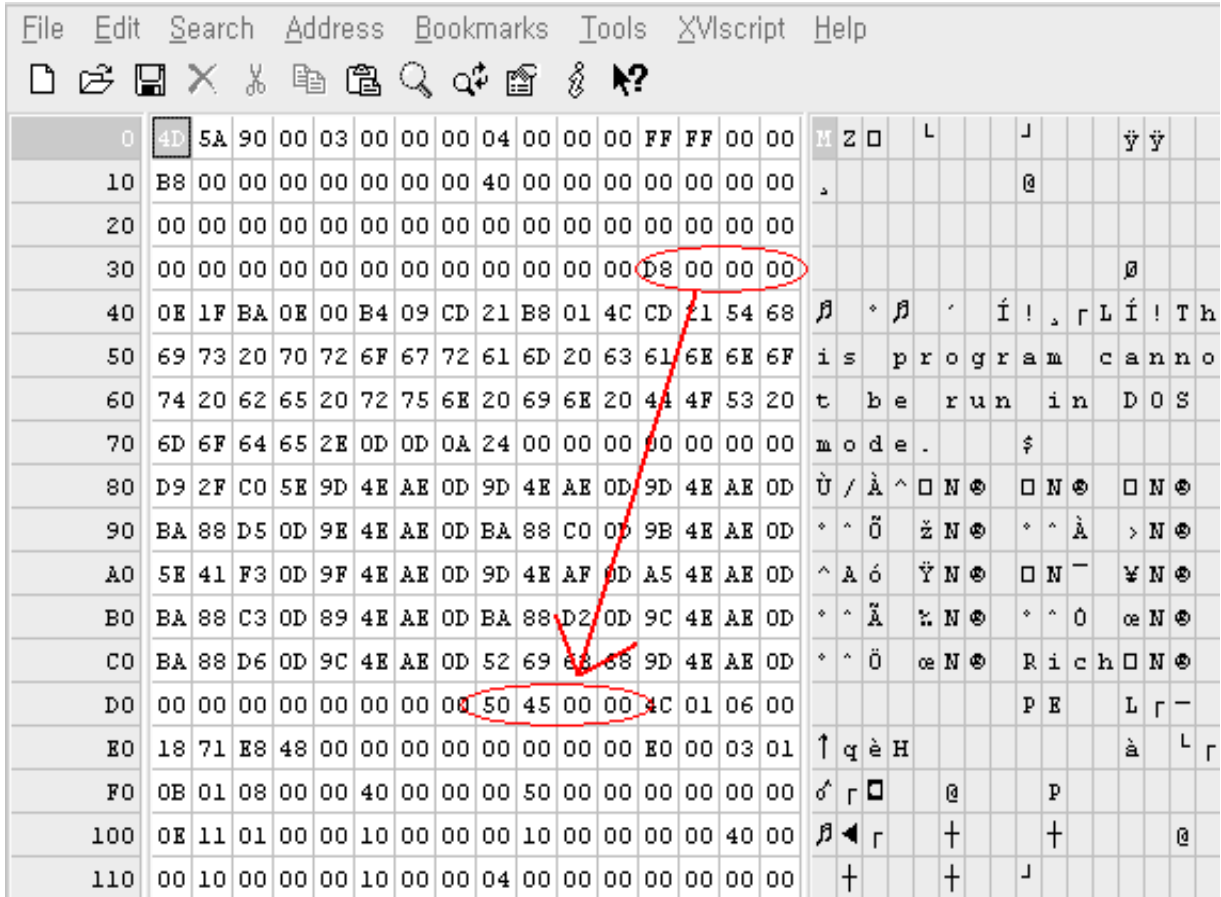 File Edit Search Address Bookmarks Tools XVIscript Help
0 4D 5A 90 00 03 00 00 00 04 00 00 00 FF FF 00 00 M Z ÿ ÿ
10 B8 00 00 00 00 00 00 00 40 00 00 00 00 00 00 00 ¸ @
20 00 00 00 00 00 00 00 00 00 00 00 00 00 00 00 00
30 00 00 00 00 00 00 00 00 00 00 00 00 D8 00 00 00 Ø
40 0E 1F BA 0E 00 B4 09 CD 21 B8 01 4C CD 21 54 68 ♫ º ♫ ´ Í ! ¸ ┌ L Í ! T h
50 69 73 20 70 72 6F 67 72 61 6D 20 63 61 6E 6E 6F i s p r o g r a m c a n n o
60 74 20 62 65 20 72 75 6E 20 69 6E 20 44 4F 53 20 t b e r u n i n D O S
70 6D 6F 64 65 2E 0D 0D 0A 24 00 00 00 00 00 00 00 m o d e . $
80 D9 2F C0 5E 9D 4E AE 0D 9D 4E AE 0D 9D 4E AE 0D Ù / À ^ N ® N ® N ®
90 BA 88 D5 0D 9E 4E AE 0D BA 88 C0 0D 9B 4E AE 0D º ˆ Õ ž N ® º ˆ À › N ®
A0 5E 41 F3 0D 9F 4E AE 0D 9D 4E AF 0D A5 4E AE 0D ^ A ó Ÿ N ® N ¯ ¥ N ®
B0 BA 88 C3 0D 89 4E AE 0D BA 88 D2 0D 9C 4E AE 0D º ˆ Ã ‰ N ® º ˆ Ò œ N ®
C0 BA 88 D6 0D 9C 4E AE 0D 52 69 63 68 9D 4E AE 0D º ˆ Ö œ N ® R i c h N ®
D0 00 00 00 00 00 00 00 00 50 45 00 00 4C 01 06 00 P E L ┌ –
E0 18 71 E8 48 00 00 00 00 00 00 00 00 E0 00 03 01 ↑ q è H à └ ┌
F0 0B 01 08 00 00 40 00 00 00 50 00 00 00 00 00 00 ♂ ┌ ◘ @ P
100 0E 11 01 00 00 10 00 00 00 10 00 00 00 00 40 00 ♫ ◄ ┌ ┼ ┼ @
110 00 10 00 00 00 10 00 00 04 00 00 00 00 00 00 00 ┼ ┼ ┘